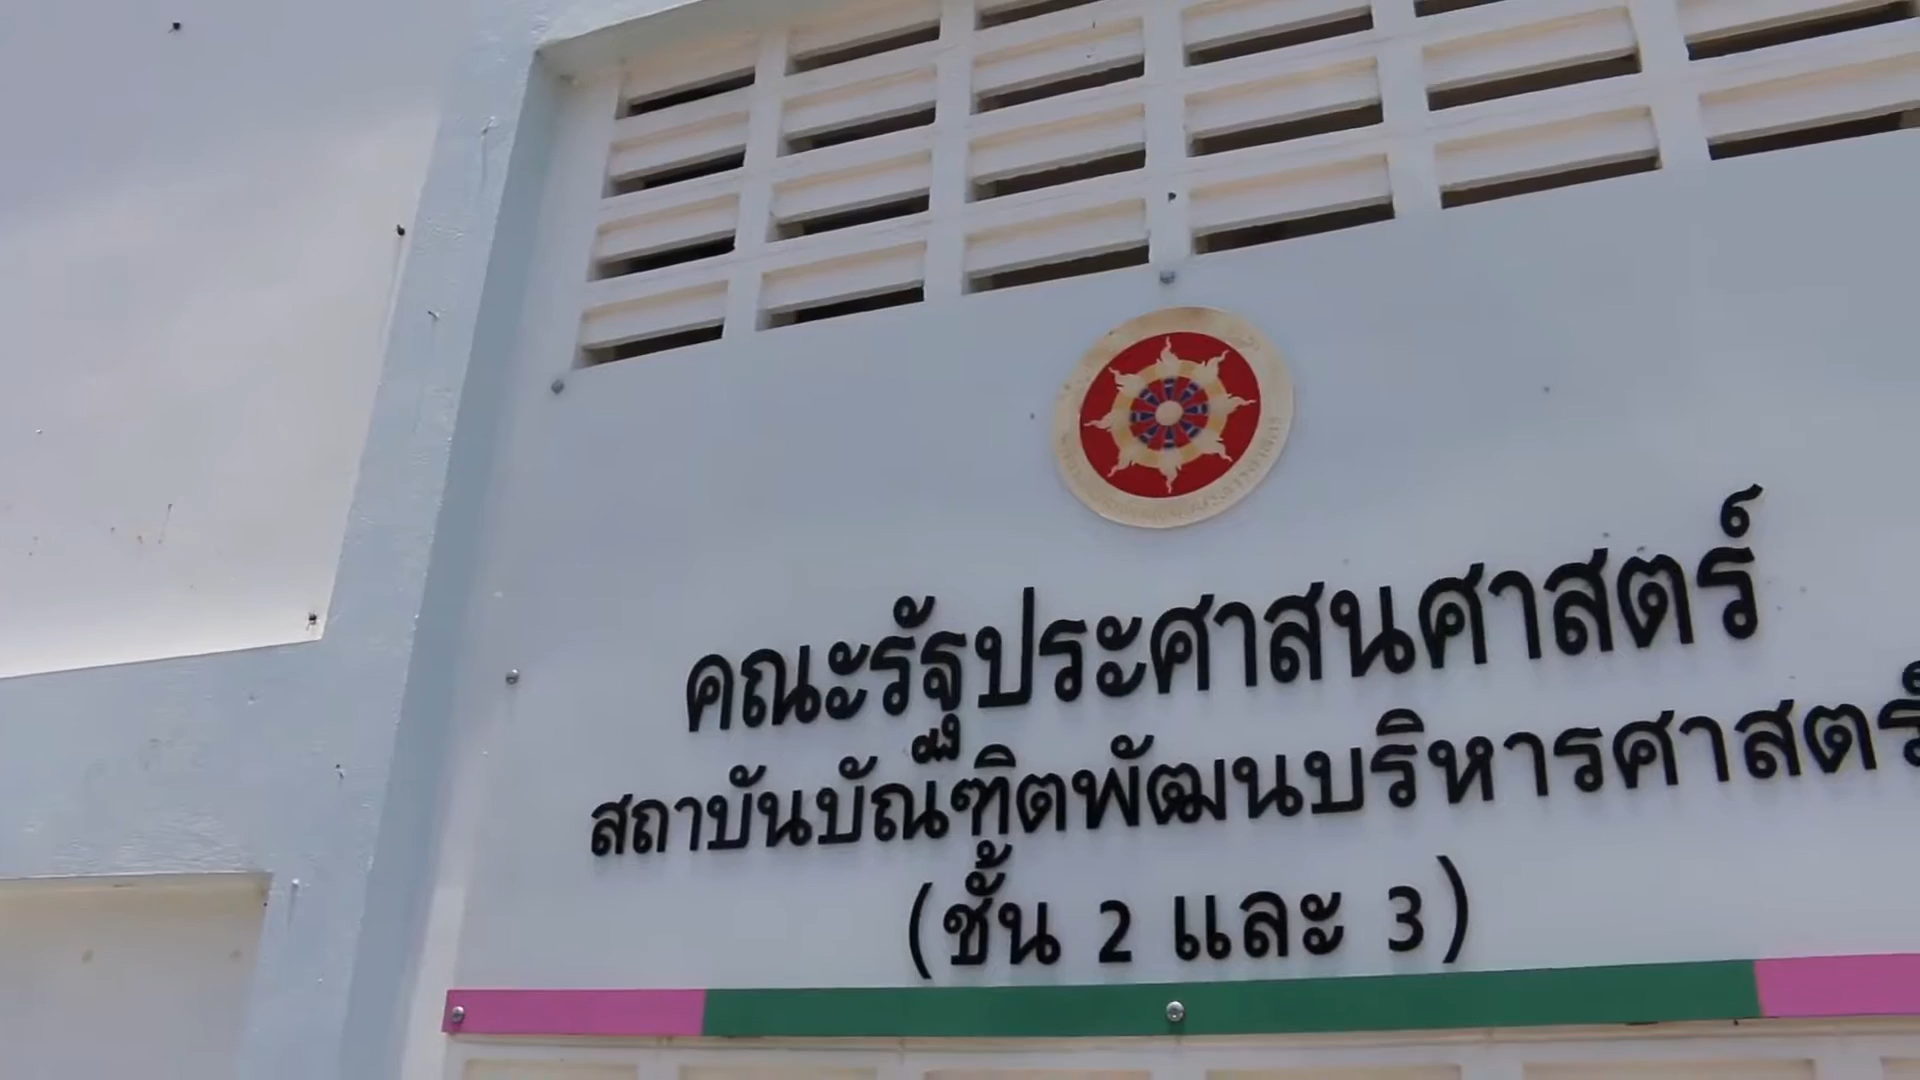 คณะรัฐประศาสนศาสตร์
สถาบันบัณฑิตพัฒนบริหารศาสตร์
(ชั้น 2 และ 3)